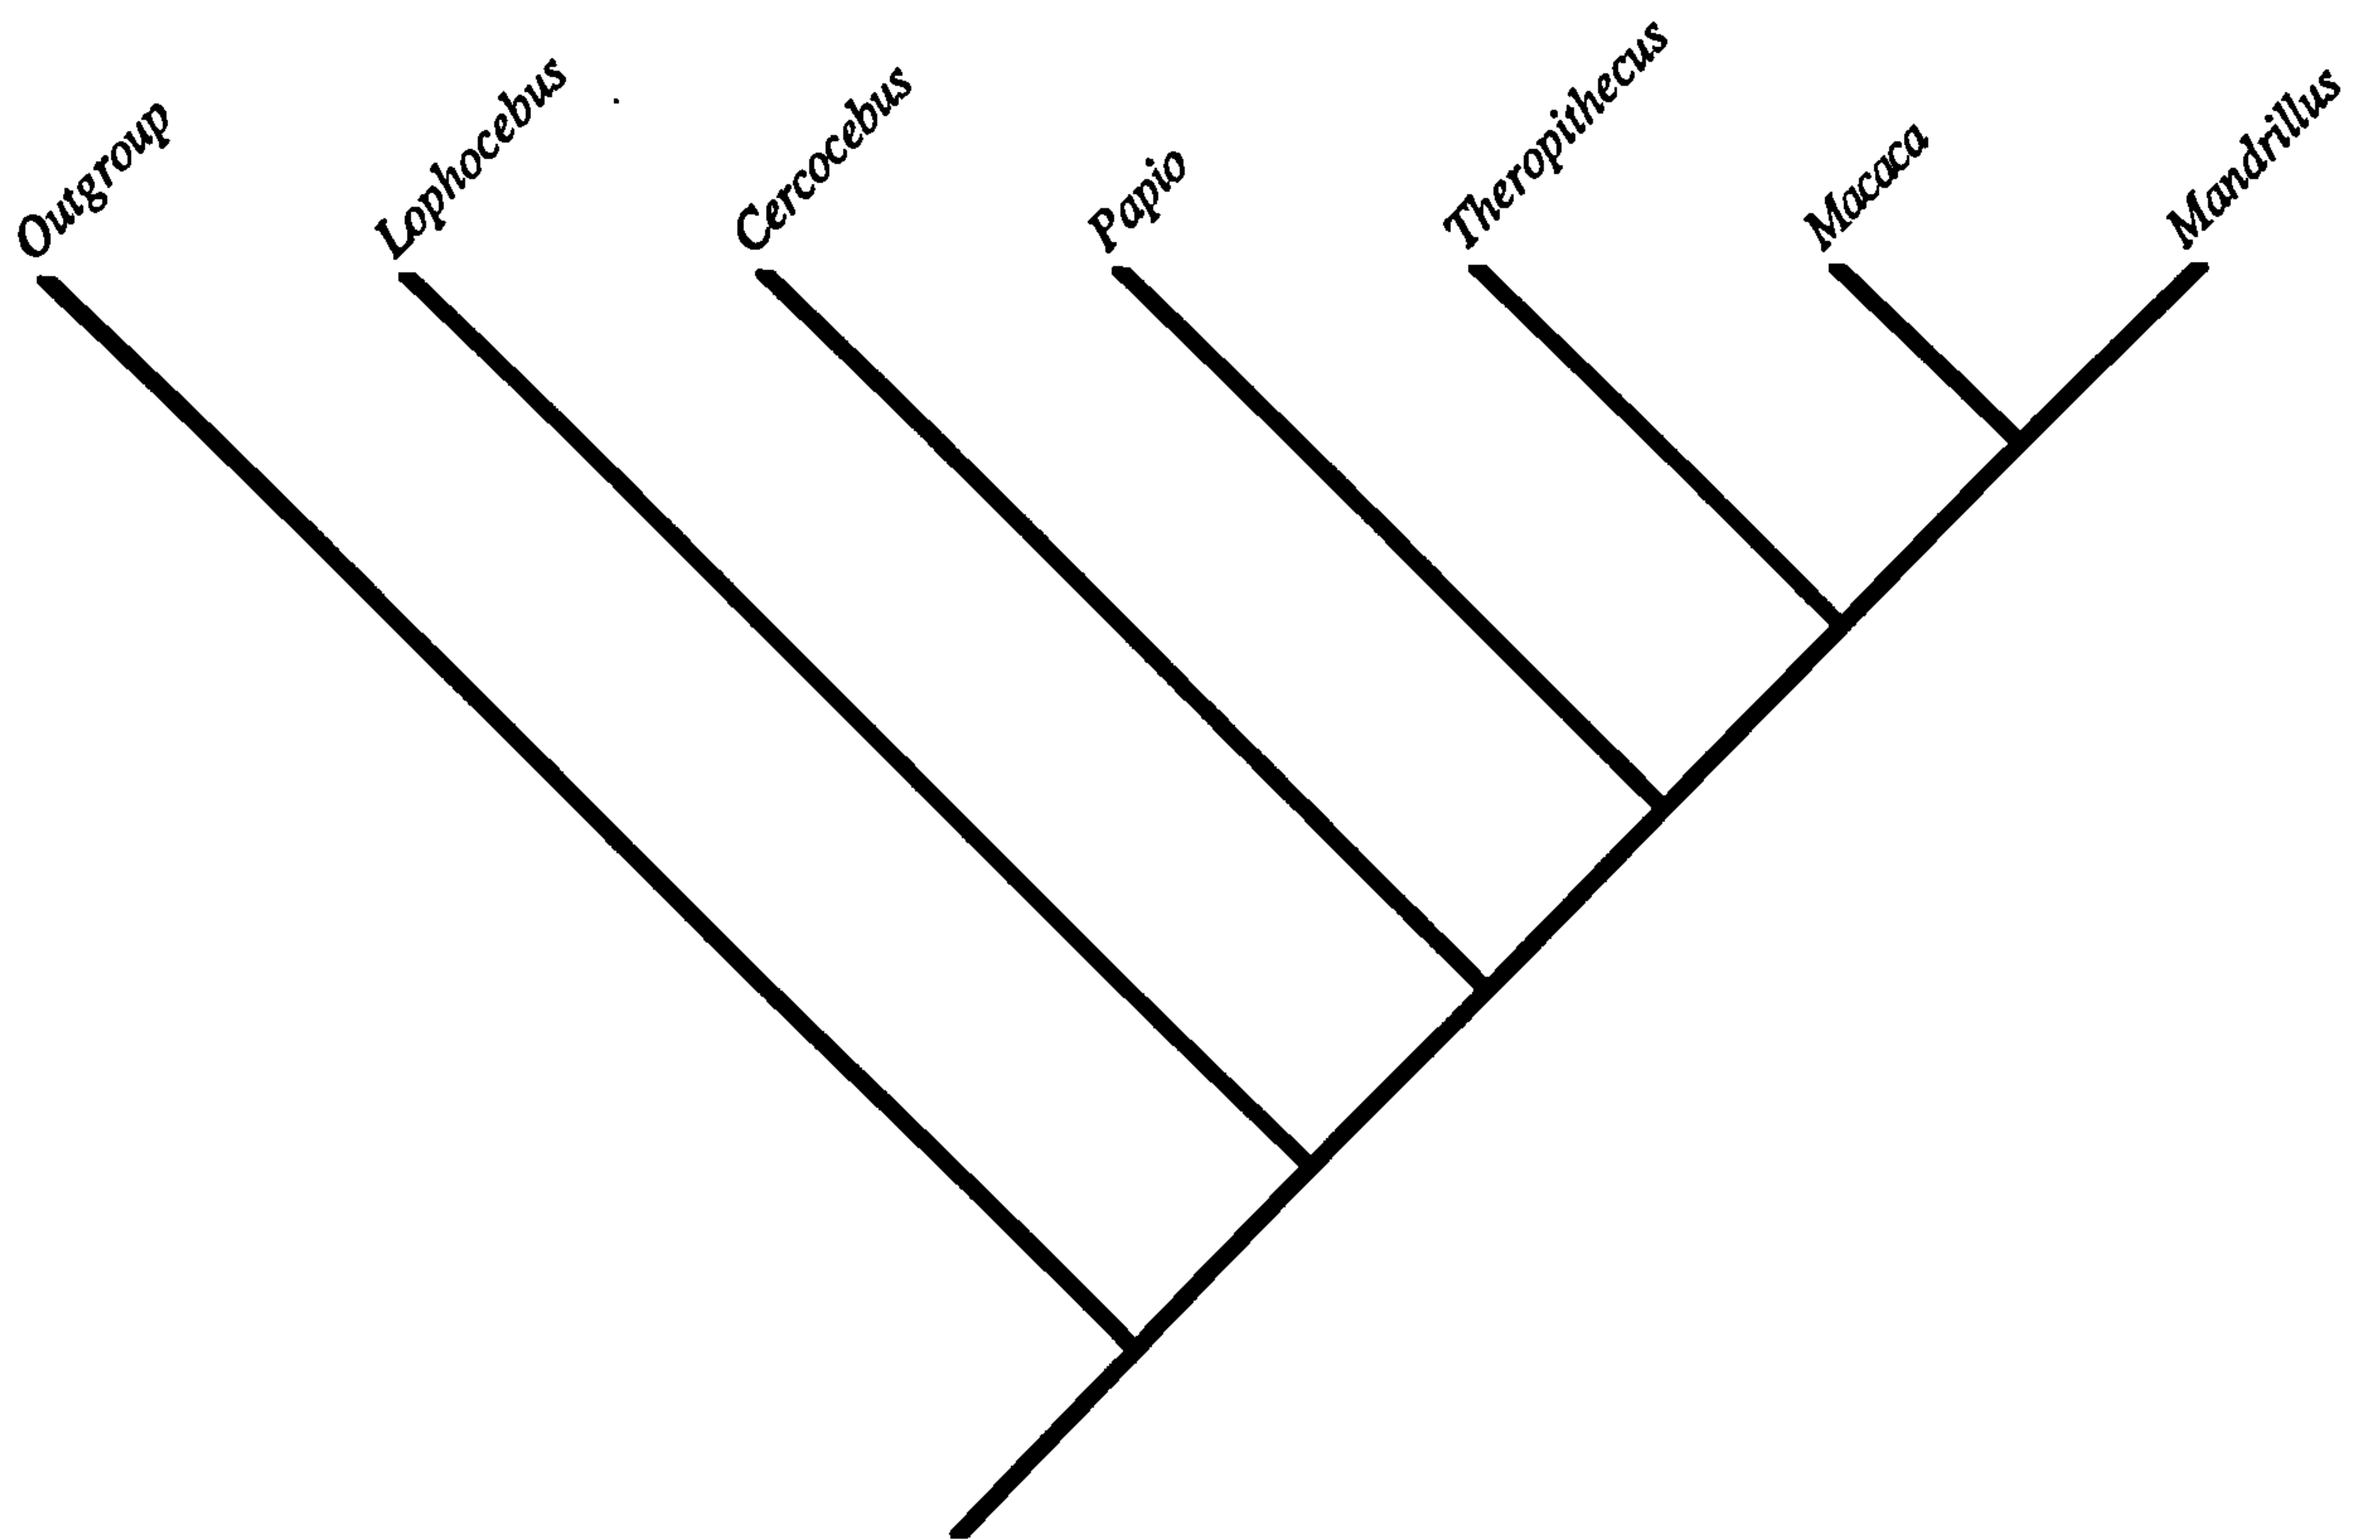 Outgroup
Lophocebus
Cercocebus
Papio
Theropithecus
Macaca
Mandrillus